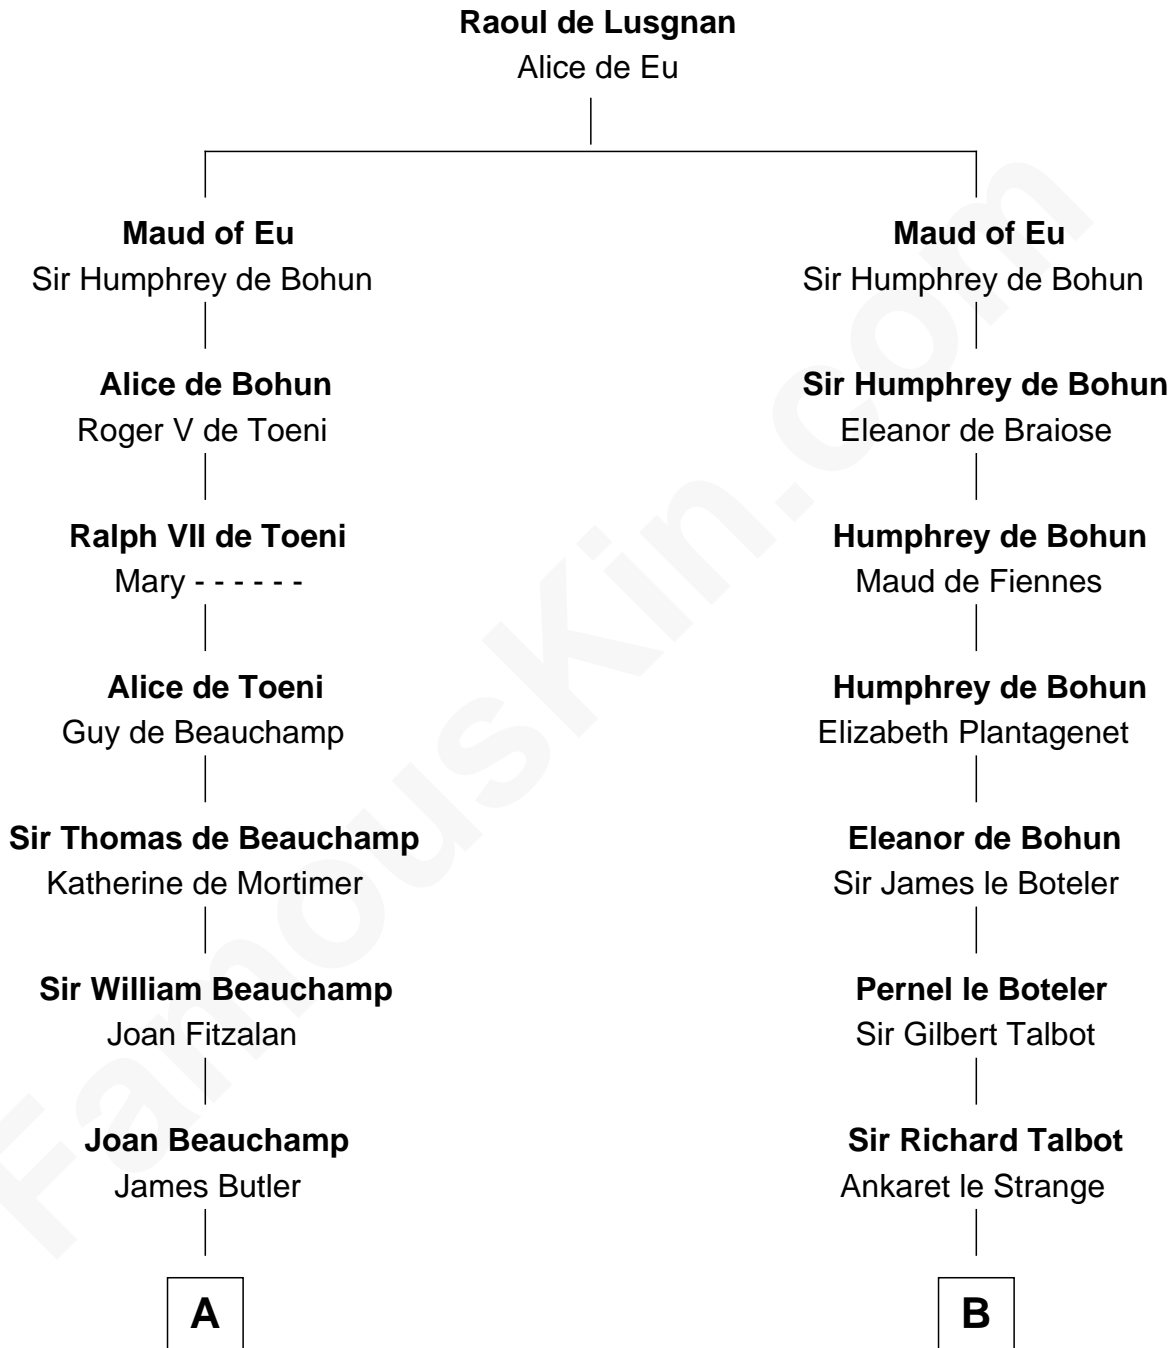 Raoul de Lusgnan
Alice de Eu
Maud of Eu
Sir Humphrey de Bohun
Maud of Eu
Sir Humphrey de Bohun
Alice de Bohun
Roger V de Toeni
Sir Humphrey de Bohun
Eleanor de Braiose
Ralph VII de Toeni
Mary - - - - - -
Humphrey de Bohun
Maud de Fiennes
Alice de Toeni
Guy de Beauchamp
Humphrey de Bohun
Elizabeth Plantagenet
Sir Thomas de Beauchamp
Katherine de Mortimer
Eleanor de Bohun
Sir James le Boteler
Sir William Beauchamp
Joan Fitzalan
Pernel le Boteler
Sir Gilbert Talbot
Joan Beauchamp
James Butler
Sir Richard Talbot
Ankaret le Strange
A
B
FamousKin.com